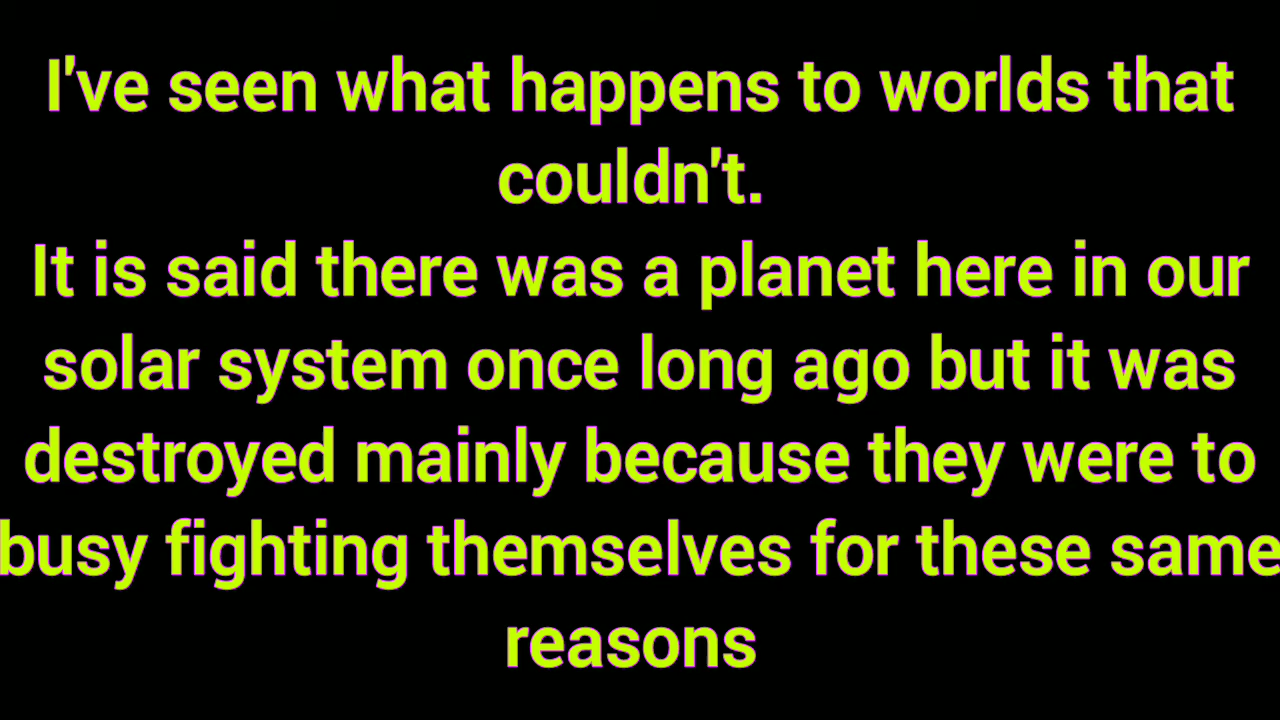 I've seen what happens to worlds that
couldn't.
It is said there was a planet here in our
solar system once long ago but it was
destroyed mainly because they were to
busy fighting themselves for these same
reasons